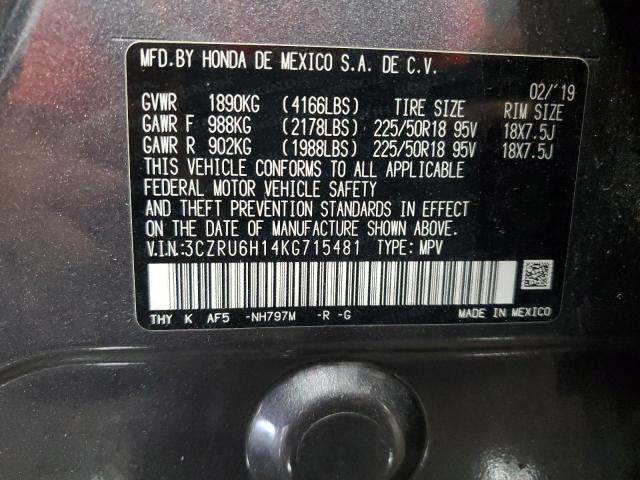 MFD.BY HONDA DE MEXICO S.A. DE C.V.
02/'19
GVWR 1890KG (4166LBS) TIRE SIZE RIM SIZE
GAWR F 988KG (2178LBS) 225/50R18 95V 18X7.5J
GAWR R 902KG (1988LBS) 225/50R18 95V 18X7.5J
THIS VEHICLE CONFORMS TO ALL APPLICABLE
FEDERAL MOTOR VEHICLE SAFETY
AND THEFT PREVENTION STANDARDS IN EFFECT
ON THE DATE OF MANUFACTURE SHOWN ABOVE.
V.I.N.:3CZRU6H14KG715481 TYPE: MPV
THY K AF5 -NH797M -R -G MADE IN MEXICO